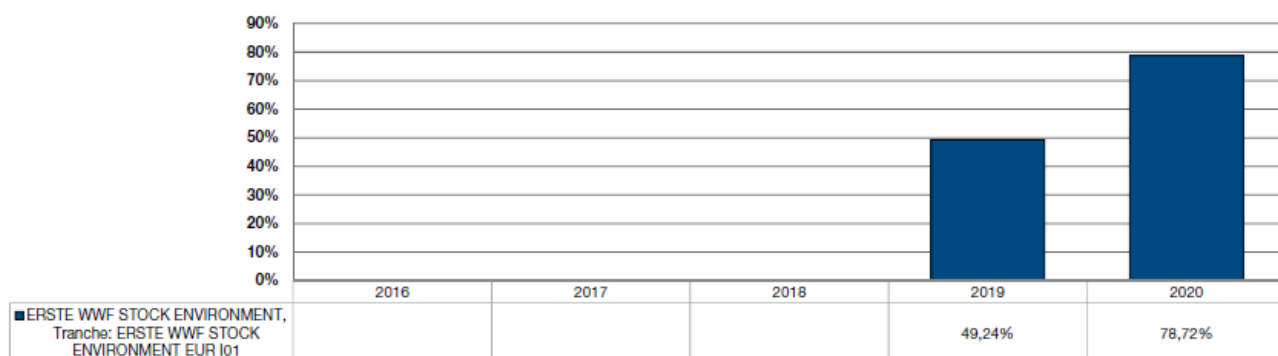 90%
80%
70%
60%
50%
40%
30%
20%
10%
0%
2016 2017 2018 2019 2020
ERSTE WWF STOCK ENVIRONMENT,
Tranche: ERSTE WWF STOCK
ENVIRONMENT EUR I01
49,24% 78,72%